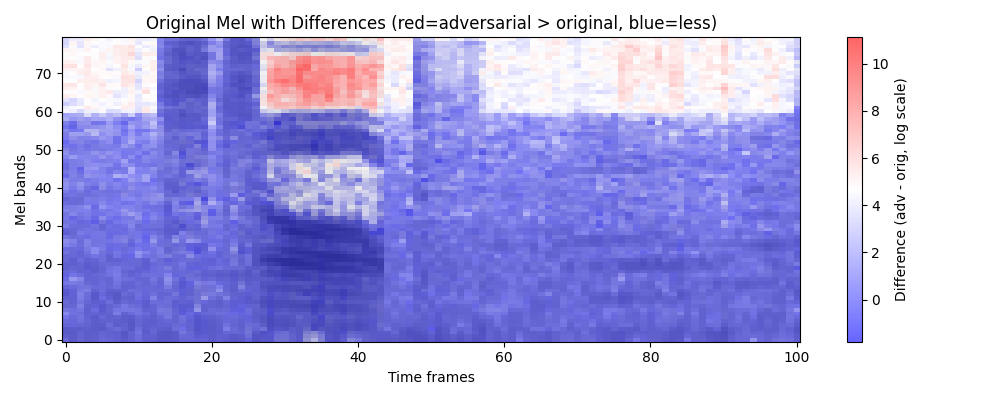 Original Mel with Differences (red=adversarial > original, blue=less)
Mel bands
70
60
50
40
30
20
10
0
0 20 40 60 80 100
Time frames
10
8
6
4
2
0
Difference (adv - orig, log scale)